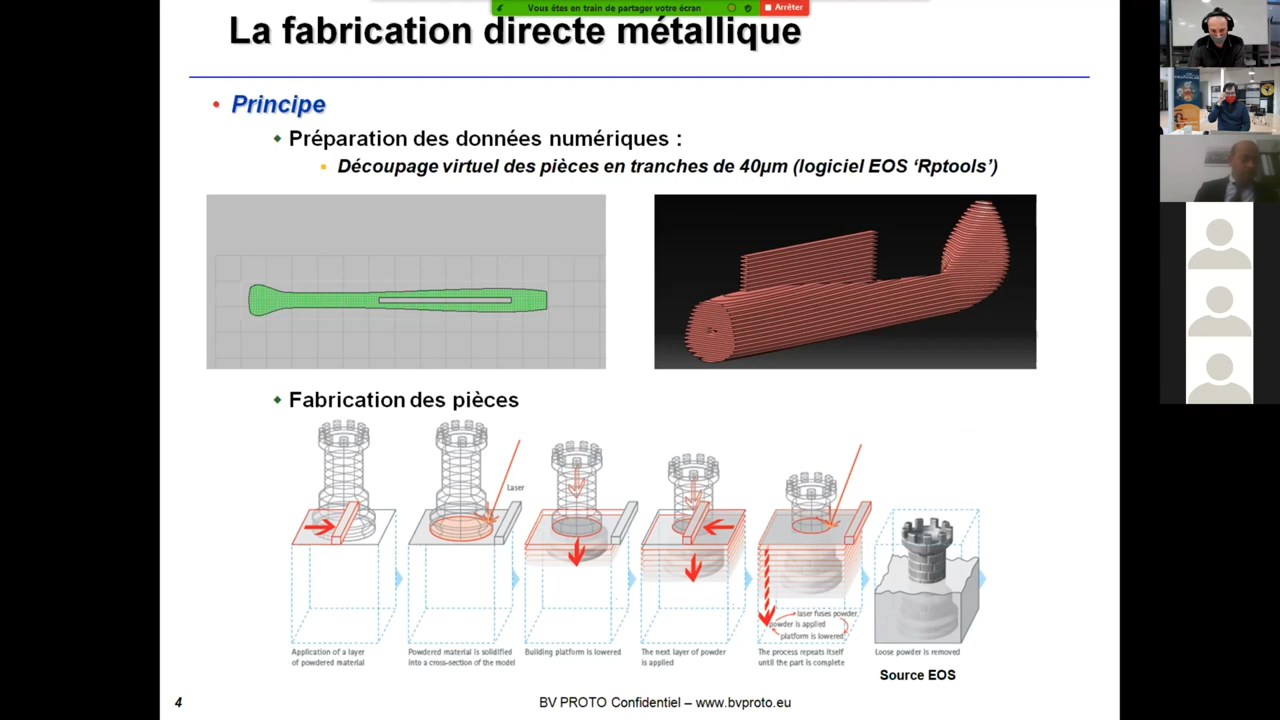 Vous êtes en train de partager votre écran
Arrêter
La fabrication directe métallique
• Principe
Préparation des données numériques :
Découpage virtuel des pièces en tranches de 40µm (logiciel EOS ‘Rptools’)
Fabrication des pièces
Laser
laser fuses powder
powder is applied
platform is lowered
Application of a layer
of powdered material
Powdered material is solidified
into a cross-section of the model
Building platform is lowered
The next layer of powder
is applied
The process repeats itself
until the part is complete
Loose powder is removed
Source EOS
4
BV PROTO Confidentiel – www.bvproto.eu